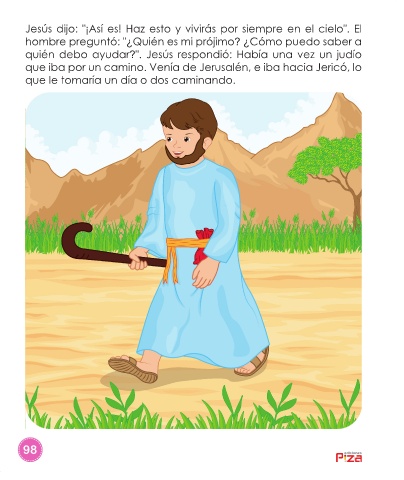 Jesús dijo: "¡Así es! Haz esto y vivirás por siempre en el cielo". El
hombre preguntó: "¿Quién es mi prójimo? ¿Cómo puedo saber a
quién debo ayudar?". Jesús respondió: Había una vez un judío
que iba por un camino. Venía de Jerusalén, e iba hacia Jericó, lo
que le tomaría un día o dos caminando.
98
P?za